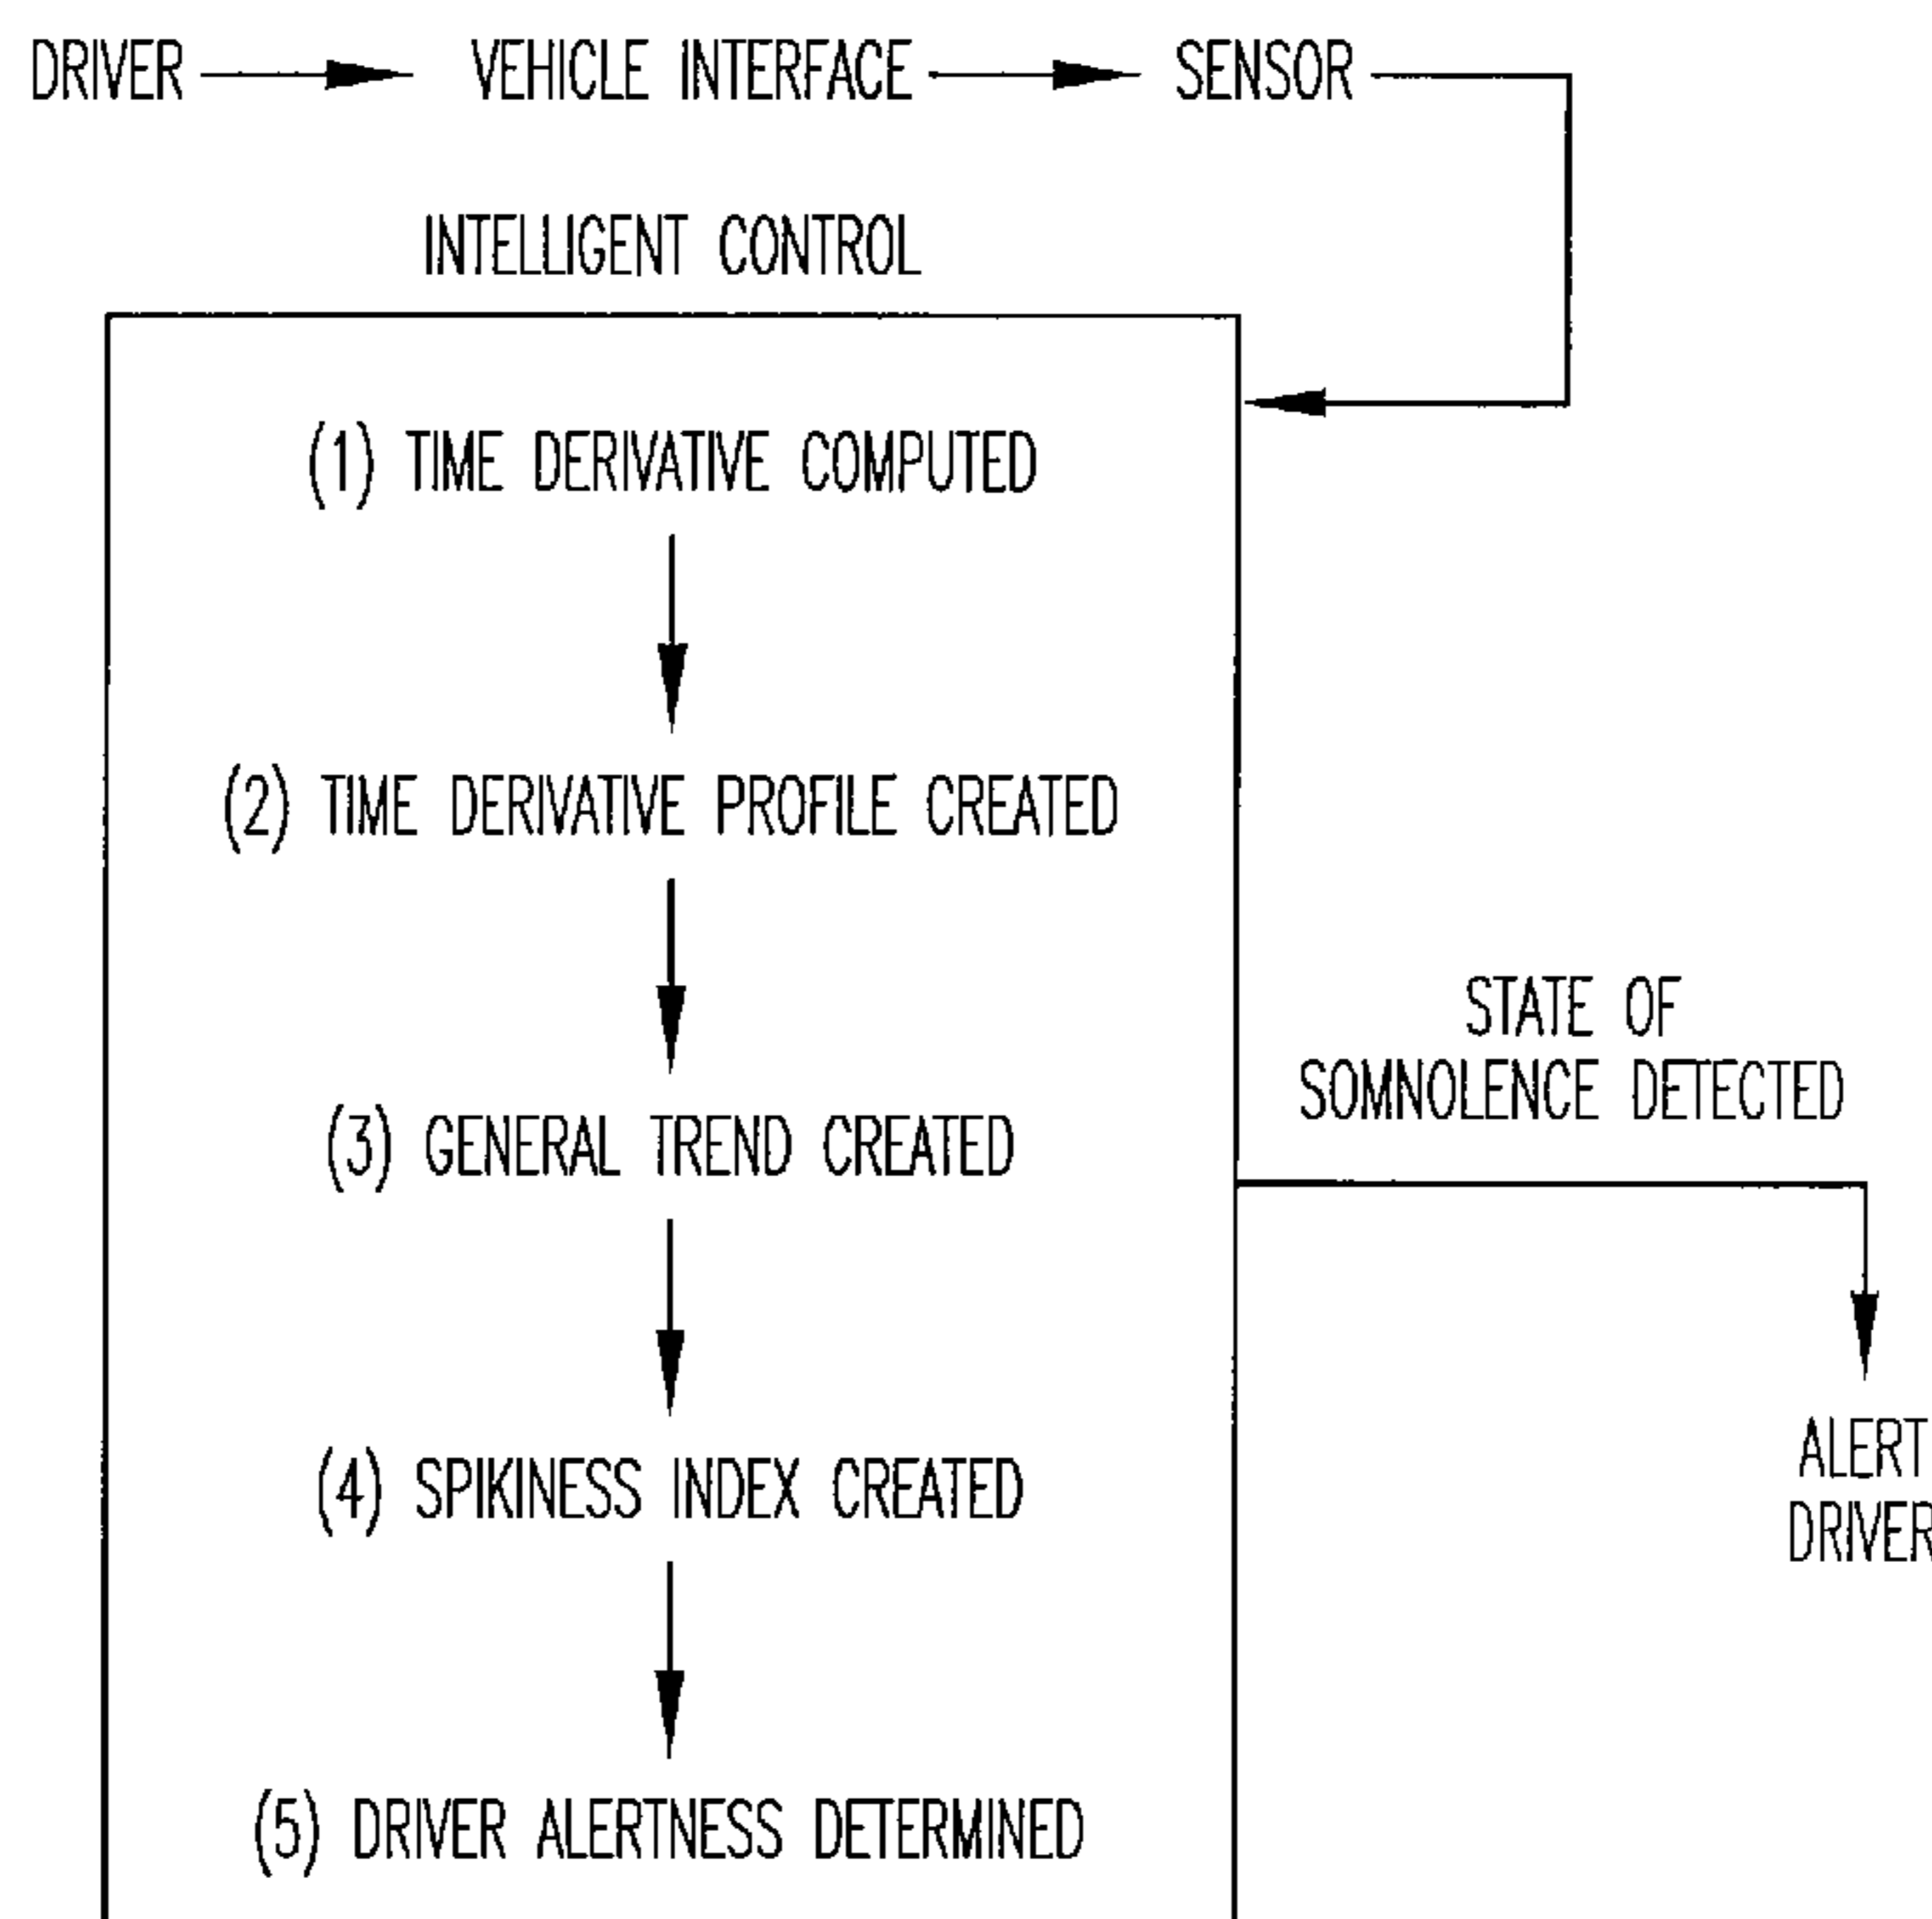 DRIVER VEHICLE INTERFACE SENSOR
INTELLIGENT CONTROL
(1) TIME DERIVATIVE COMPUTED
(2) TIME DERIVATIVE PROFILE CREATED
(3) GENERAL TREND CREATED
(4) SPIKINESS INDEX CREATED
(5) DRIVER ALERTNESS DETERMINED
STATE OF
SOMNOLENCE DETECTED
ALERT
DRIVER